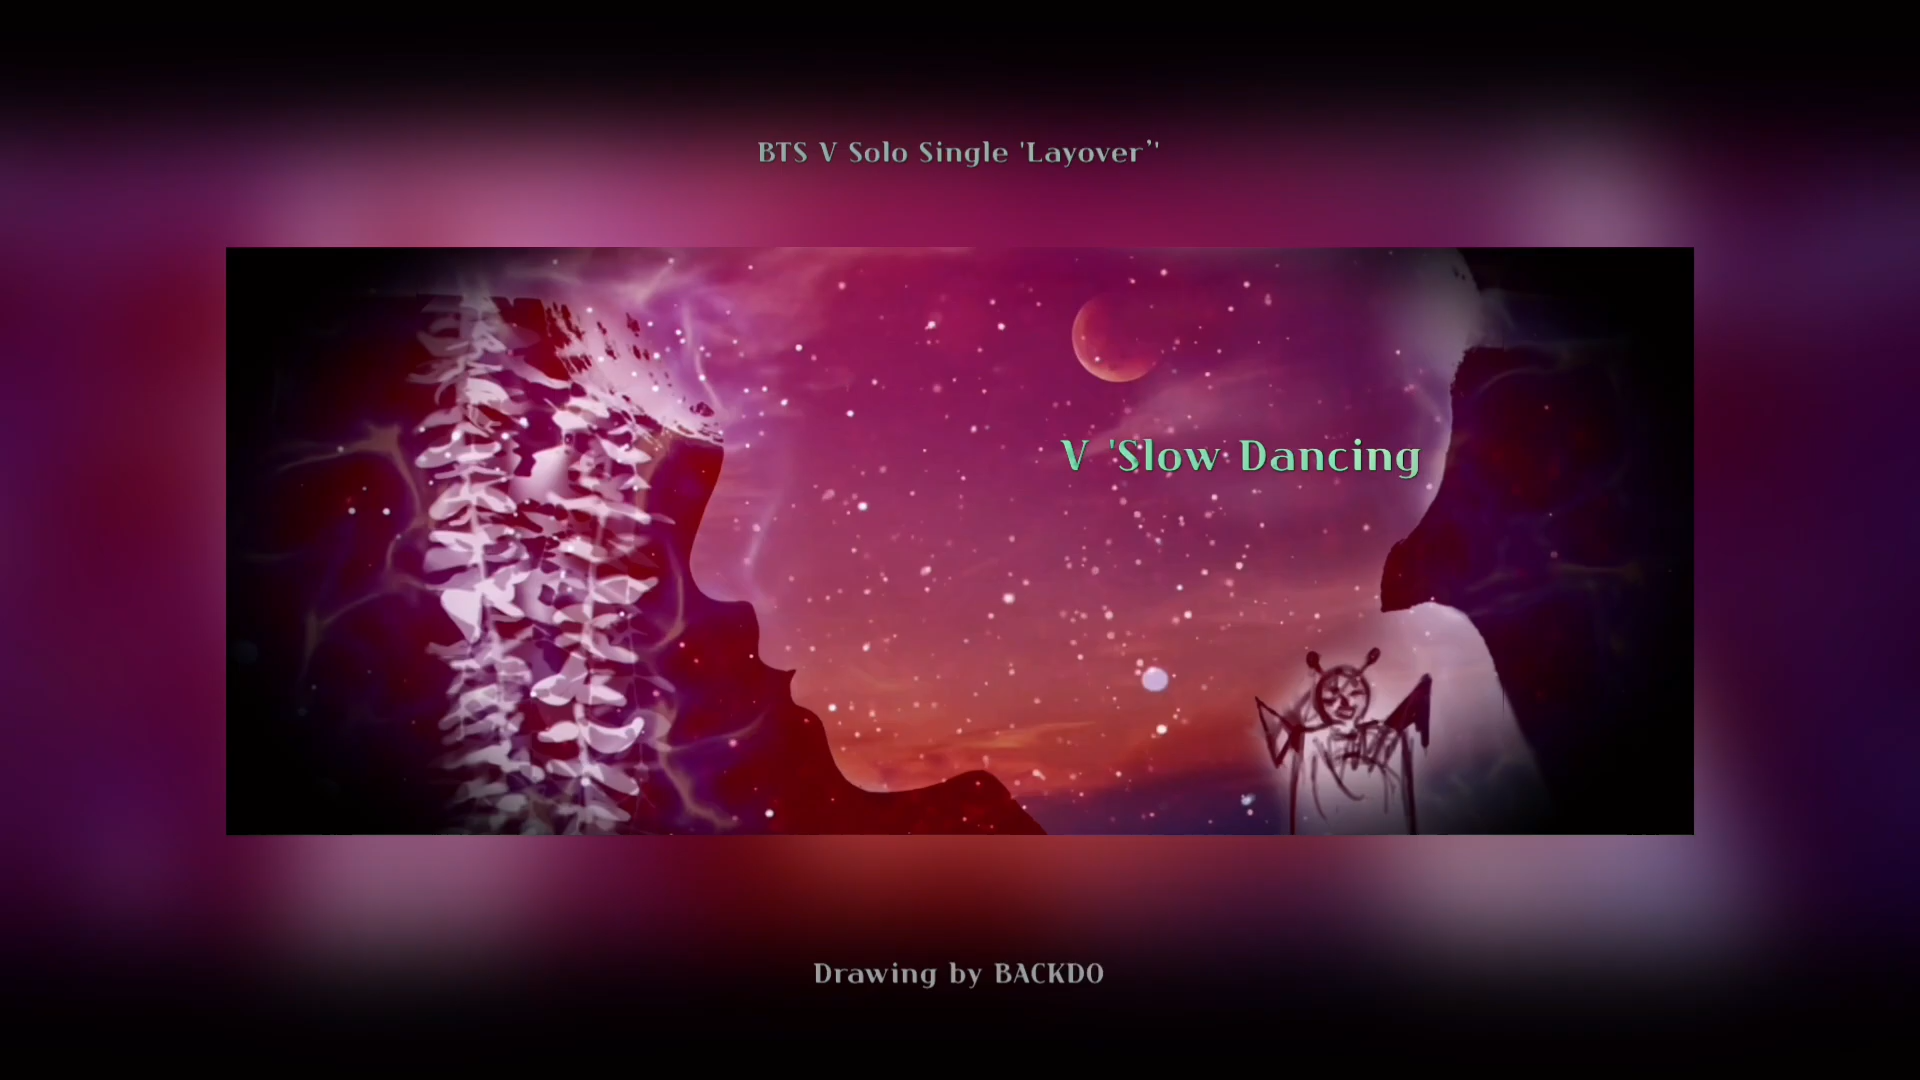 BTS V Solo Single 'Layover’'
V 'Slow Dancing
Drawing by BACKDO